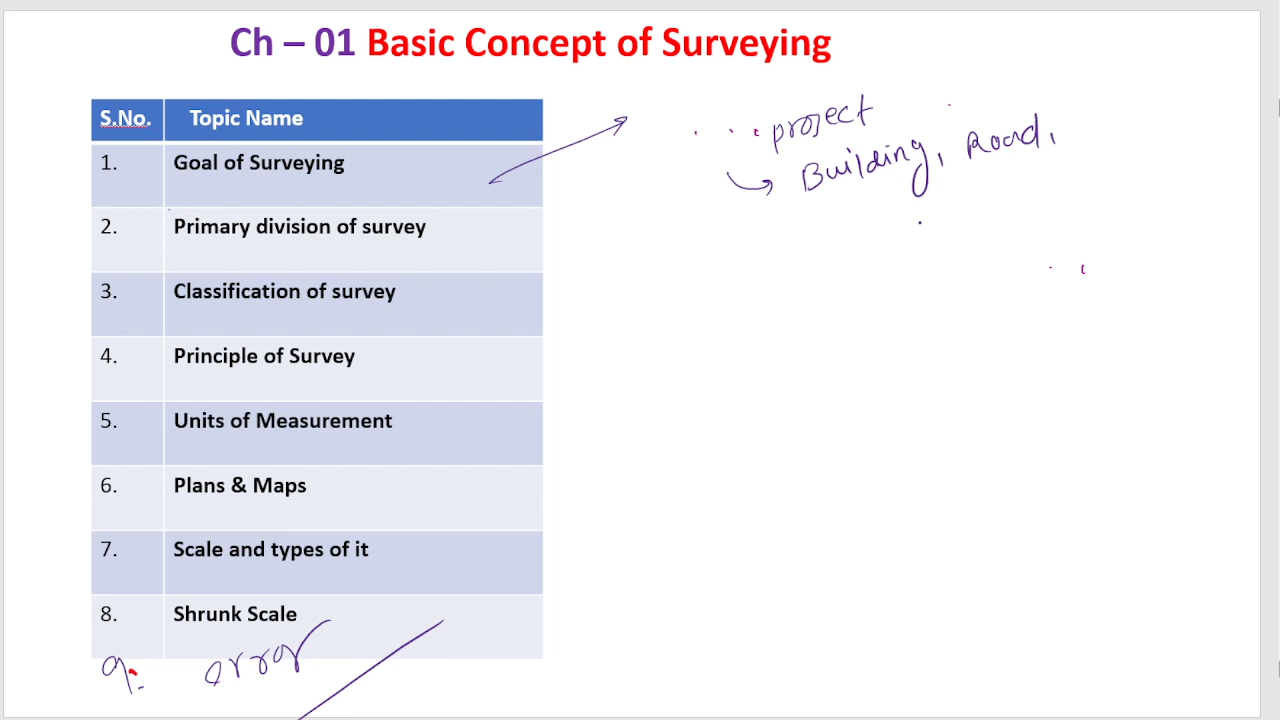 Ch – 01 Basic Concept of Surveying
S.No. Topic Name
1. Goal of Surveying
2. Primary division of survey
3. Classification of survey
4. Principle of Survey
5. Units of Measurement
6. Plans & Maps
7. Scale and types of it
8. Shrunk Scale
9. error
project
Building, Road,